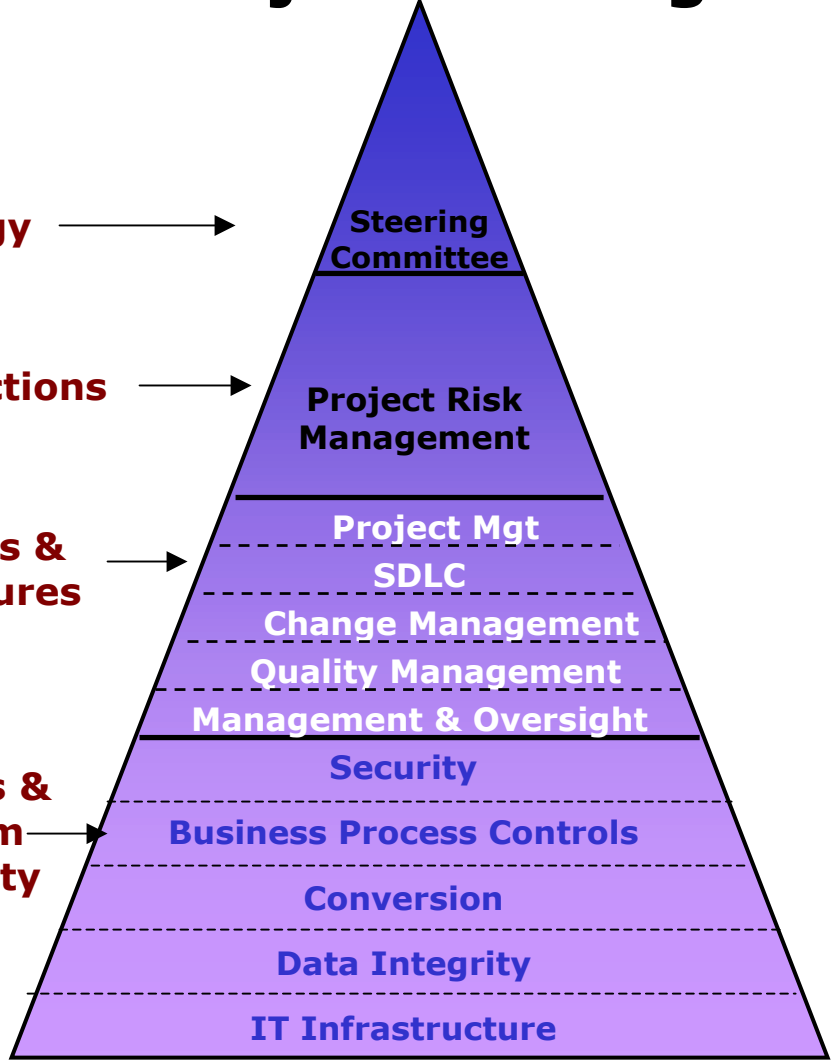 Steering
Committee
Project Risk
Management
Project Mgt
SDLC
Change Management
Quality Management
Management & Oversight
Security
&
Business Process Controls
Conversion
Data Integrity
IT Infrastructure